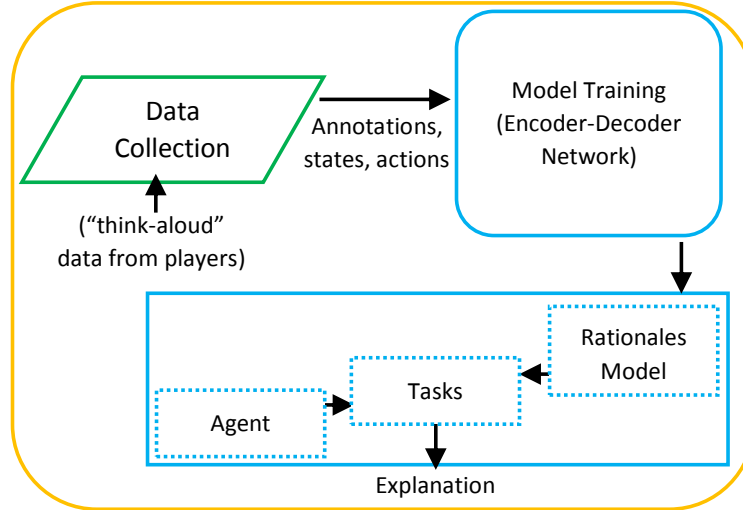 Data
Collection
Annotations,
states, actions
Model Training
(Encoder-Decoder
Network)
(“think-aloud”
data from players)
Rationales
Model
Tasks
Agent
Explanation